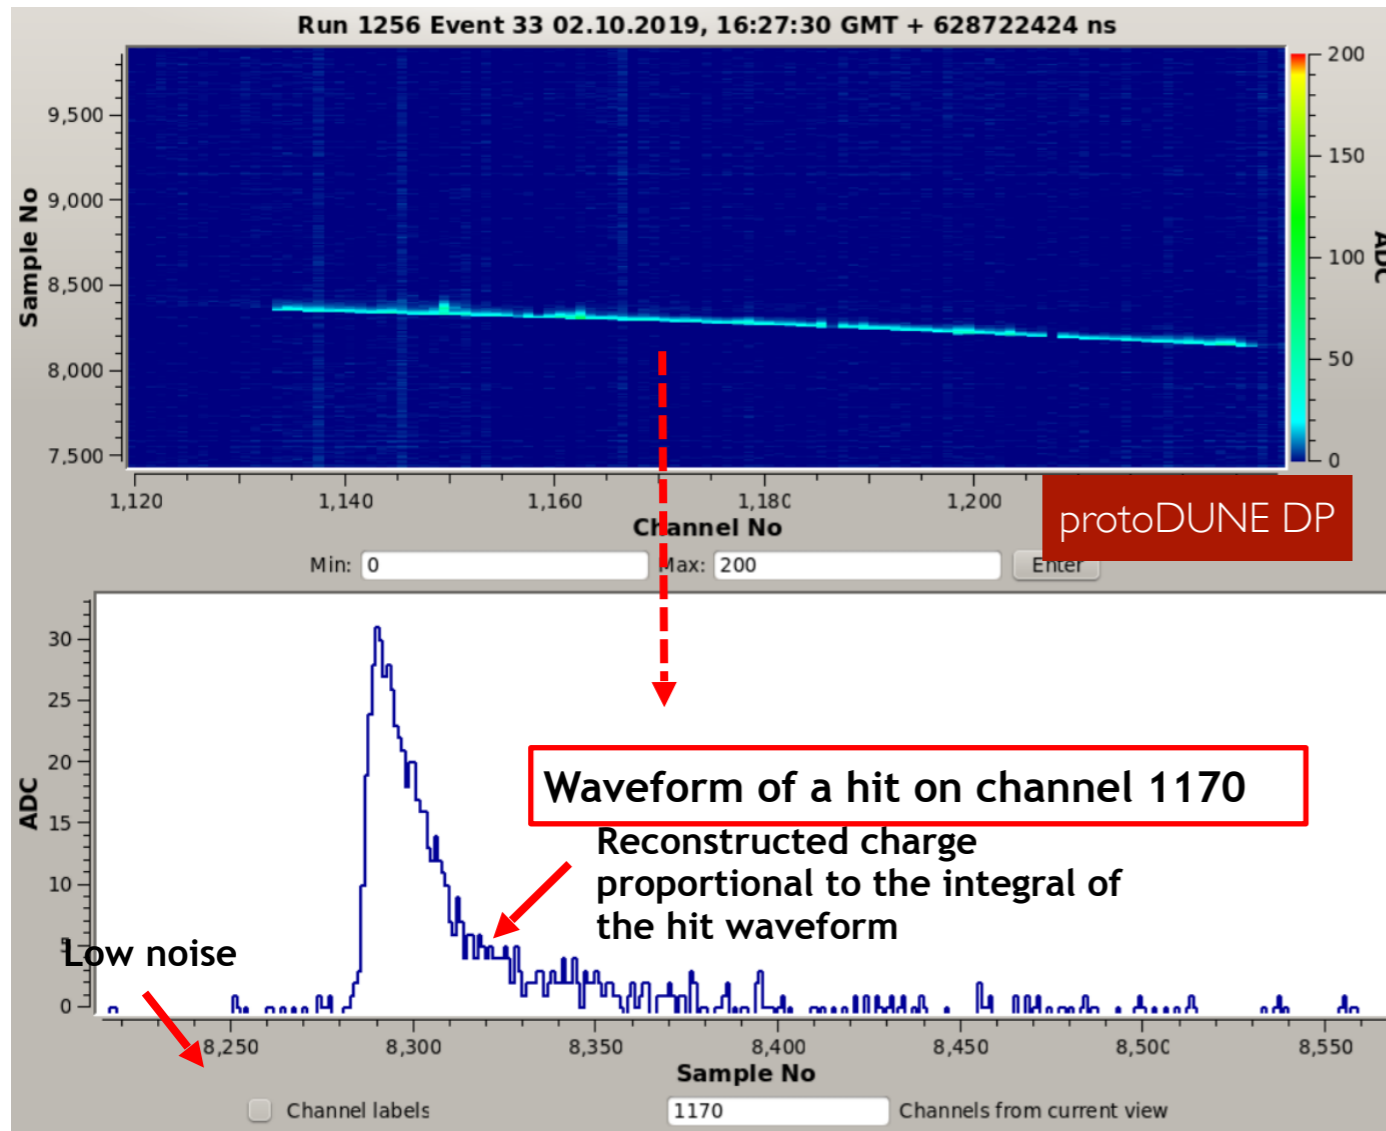 Run 1256 Event 33 02.10.2019, 16:27:30 GMT + 628722424 ns
200
150
100
50
0
ADC
Sample No
9,500
9,000
8,500
8,000
7,500
1,120 1,140 1,160 1,180 1,200
Channel No
protoDUNE DP
Min: 0 Max: 200 Enter
ADC
30
25
20
15
10
5
0
Waveform of a hit on channel 1170
Reconstructed charge
proportional to the integral of
the hit waveform
Low noise
8,250 8,300 8,350 8,400 8,450 8,500 8,550
Sample No
Channel labels 1170 Channels from current view